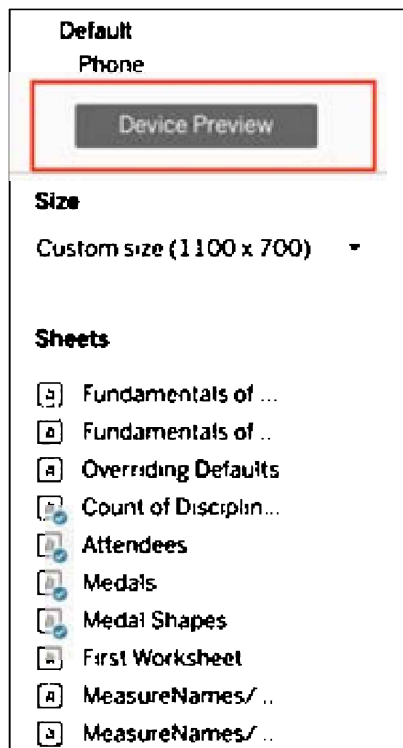 Default
Phone
Device Preview
Size
Custom size (1100 x 700)
Sheets
Fundamentals of ...
Fundamentals of ..
Overriding Defaults
Count of Disciplin...
Attendees
Medals
Medal Shapes
First Worksheet
MeasureNames/ ..
MeasureNames/ ..